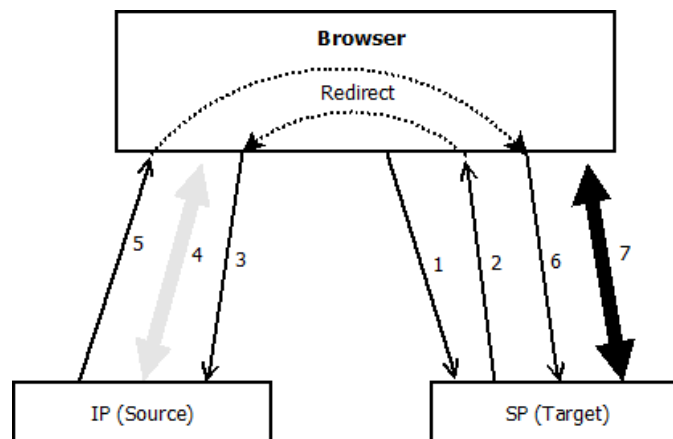 Browser
Redirect
5
4
3
1
2
6
7
IP (Source)
SP (Target)